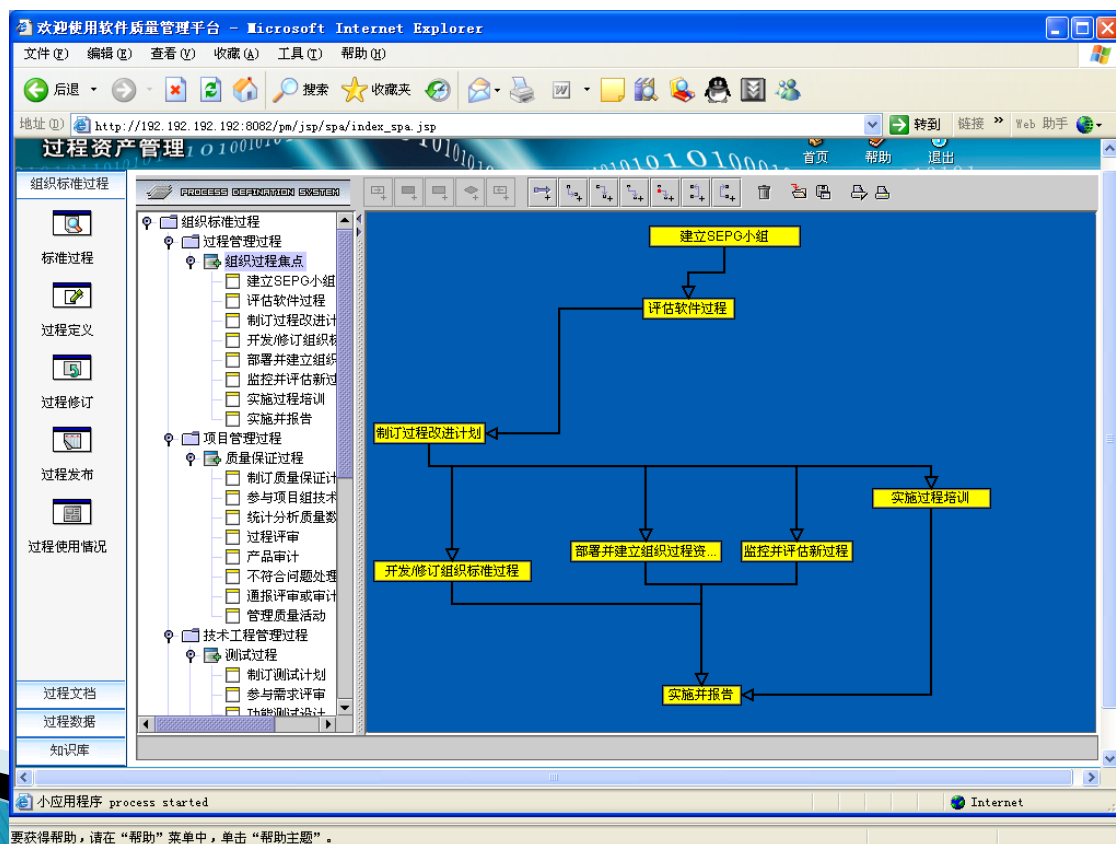 欢迎使用软件质量管理平台 - Microsoft Internet Explorer
文件(F) 编辑(E) 查看(V) 收藏(A) 工具(T) 帮助(H)
后退 搜索 收藏夹
地址(D) http://192.192.192.192:8082/pm/jsp/spa/index_spa.jsp 转到 链接 » Web 助手
过程资产管理
首页 帮助 退出
组织标准过程
标准过程
过程定义
过程修订
过程发布
过程使用情况
过程文档
过程数据
知识库
PROCESS DEFINATION SYSTEM
组织标准过程
过程管理过程
组织过程焦点
建立SEPG小组
评估软件过程
制订过程改进计
开发/修订组织标
部署并建立组织
监控并评估新过
实施过程培训
实施并报告
项目管理过程
质量保证过程
制订质量保证计
参与项目组技术
统计分析质量数
过程评审
产品审计
不符合问题处理
通报评审或审计
管理质量活动
技术工程管理过程
测试过程
制订测试计划
参与需求评审
功能测试设计
建立SEPG小组
评估软件过程
制订过程改进计划
实施过程培训
部署并建立组织过程资...
监控并评估新过程
开发/修订组织标准过程
实施并报告
小应用程序 process started
Internet
要获得帮助，请在“帮助”菜单中，单击“帮助主题”。